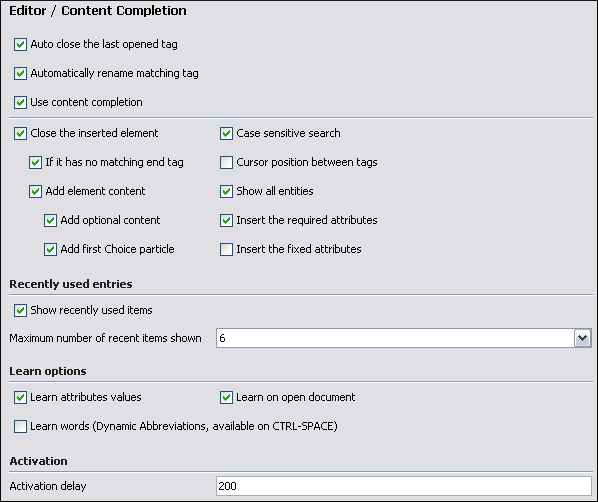 Editor / Content Completion
Auto close the last opened tag
Automatically rename matching tag
Use content completion
Close the inserted element Case sensitive search
If it has no matching end tag Cursor position between tags
Add element content Show all entities
Add optional content Insert the required attributes
Add first Choice particle Insert the fixed attributes
Recently used entries
Show recently used items
Maximum number of recent items shown 6
Learn options
Learn attributes values Learn on open document
Learn words (Dynamic Abbreviations, available on CTRL-SPACE)
Activation
Activation delay 200